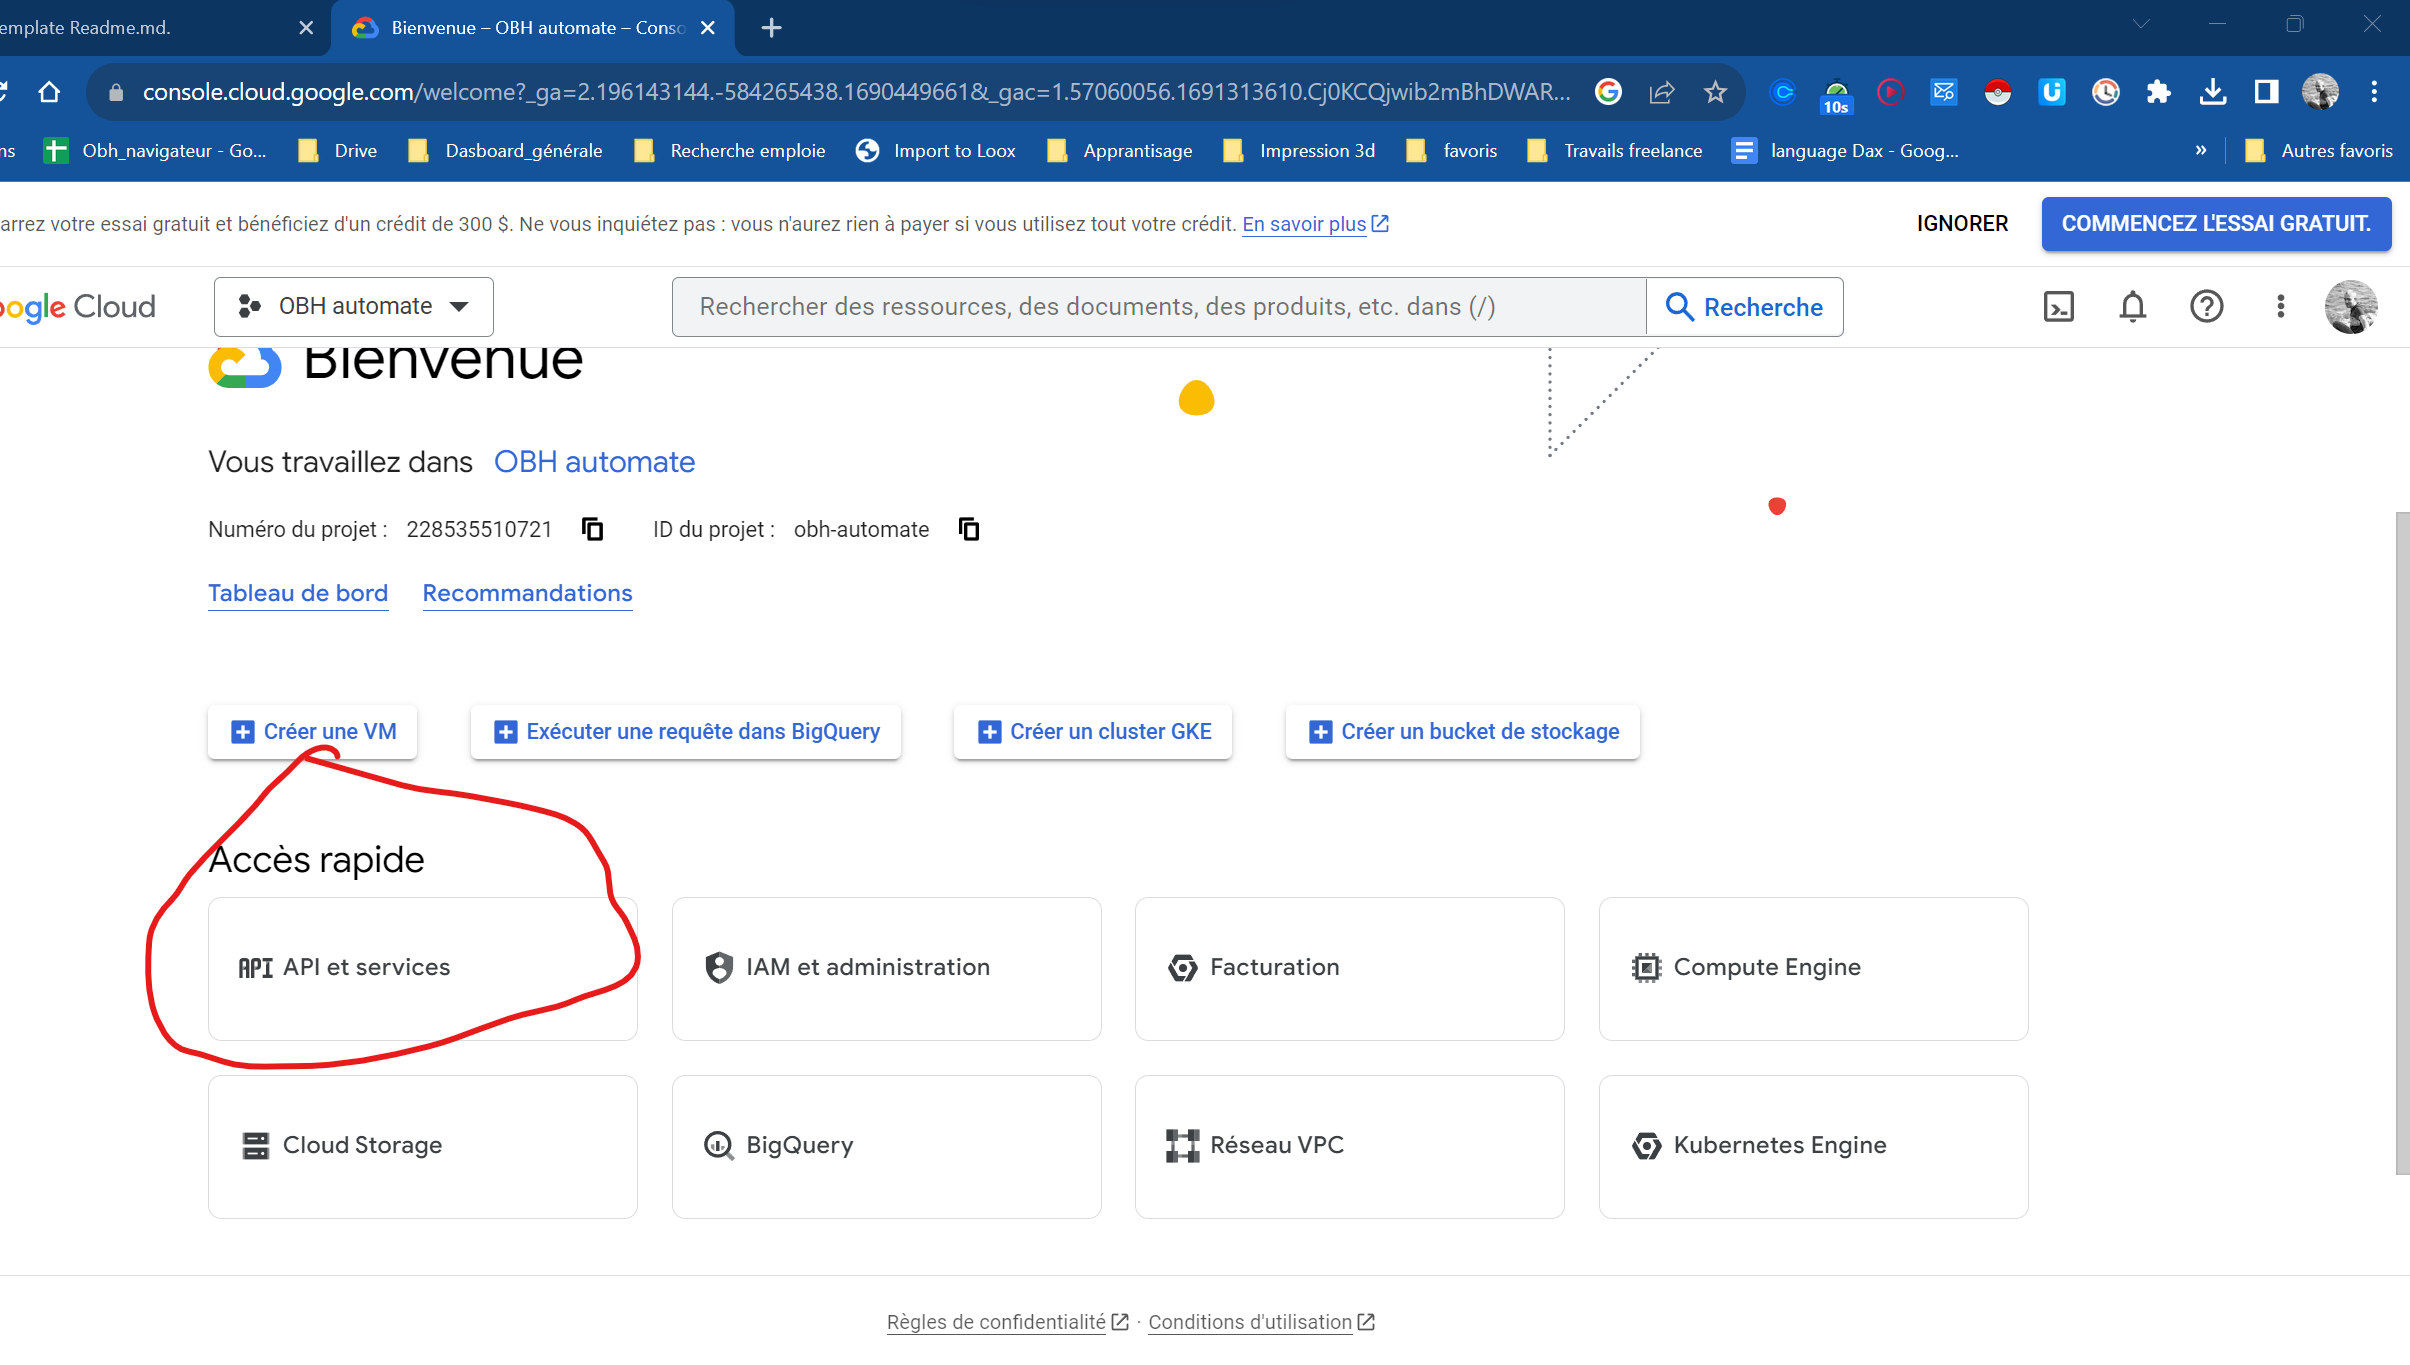 emplate Readme.md.
Bienvenue – OBH automate – Conso
console.cloud.google.com/welcome?_ga=2.196143144.-584265438.1690449661&_gac=1.57060056.1691313610.Cj0KCQjwib2mBhDWAR...
10s
ns
Obh_navigateur - Go...
Drive
Dasboard_générale
Recherche emploie
Import to Loox
Apprantisage
Impression 3d
favoris
Travails freelance
language Dax - Goog...
»
Autres favoris
arrez votre essai gratuit et bénéficiez d'un crédit de 300 $. Ne vous inquiétez pas : vous n'aurez rien à payer si vous utilisez tout votre crédit. En savoir plus
IGNORER
COMMENCEZ L'ESSAI GRATUIT.
ogle Cloud
OBH automate
Rechercher des ressources, des documents, des produits, etc. dans (/)
Recherche
Bienvenue
Vous travaillez dans OBH automate
Numéro du projet : 228535510721
ID du projet : obh-automate
Tableau de bord
Recommandations
Créer une VM
Exécuter une requête dans BigQuery
Créer un cluster GKE
Créer un bucket de stockage
Accès rapide
API API et services
IAM et administration
Facturation
Compute Engine
Cloud Storage
BigQuery
Réseau VPC
Kubernetes Engine
Règles de confidentialité · Conditions d'utilisation